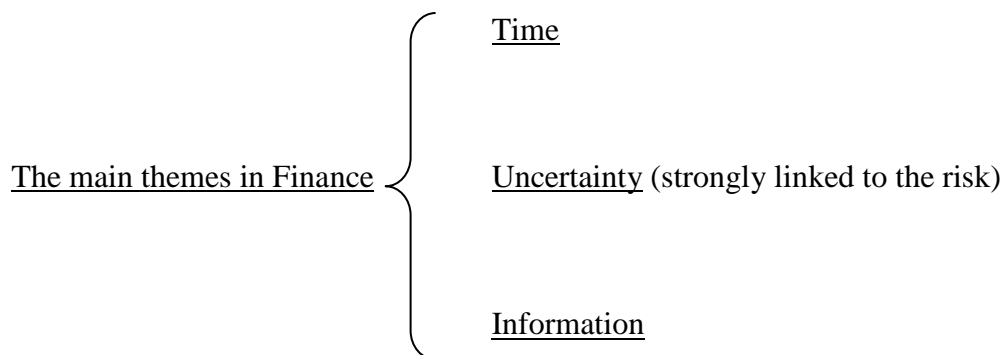 Time
The main themes in Finance
Uncertainty (strongly linked to the risk)
Information